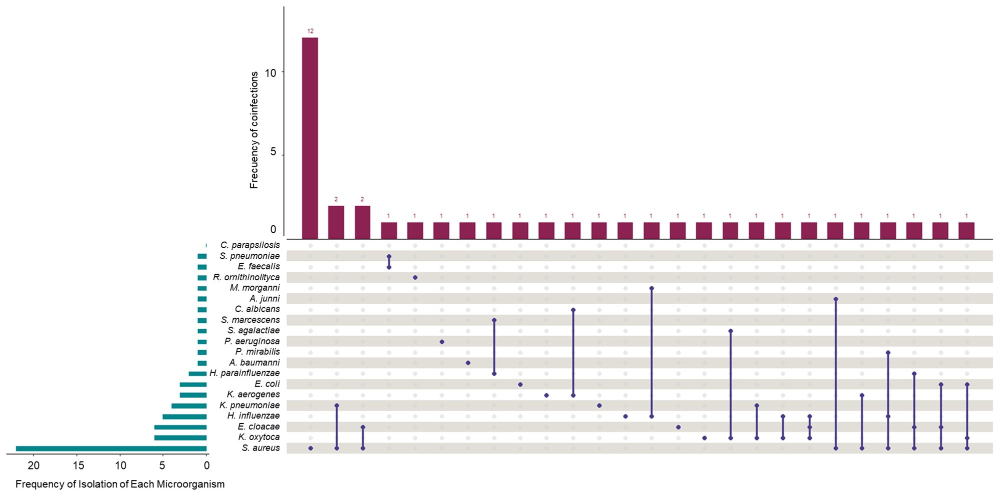 12
10
Frecuency of coinfections
5
2 2
1 1 1 1 1 1 1 1 1 1 1 1 1 1 1 1 1 1 1 1 1 1 1
0
C. parapsilosis
S. pneumoniae
E. faecalis
R. ornithinolityca
M. morganni
A. junni
C. albicans
S. marcescens
S. agalactiae
P. aeruginosa
P. mirabilis
A. baumanni
H. parainfluenzae
E. coli
K. aerogenes
K. pneumoniae
H. influenzae
E. cloacae
K. oxytoca
S. aureus
20 15 10 5 0
Frequency of Isolation of Each Microorganism